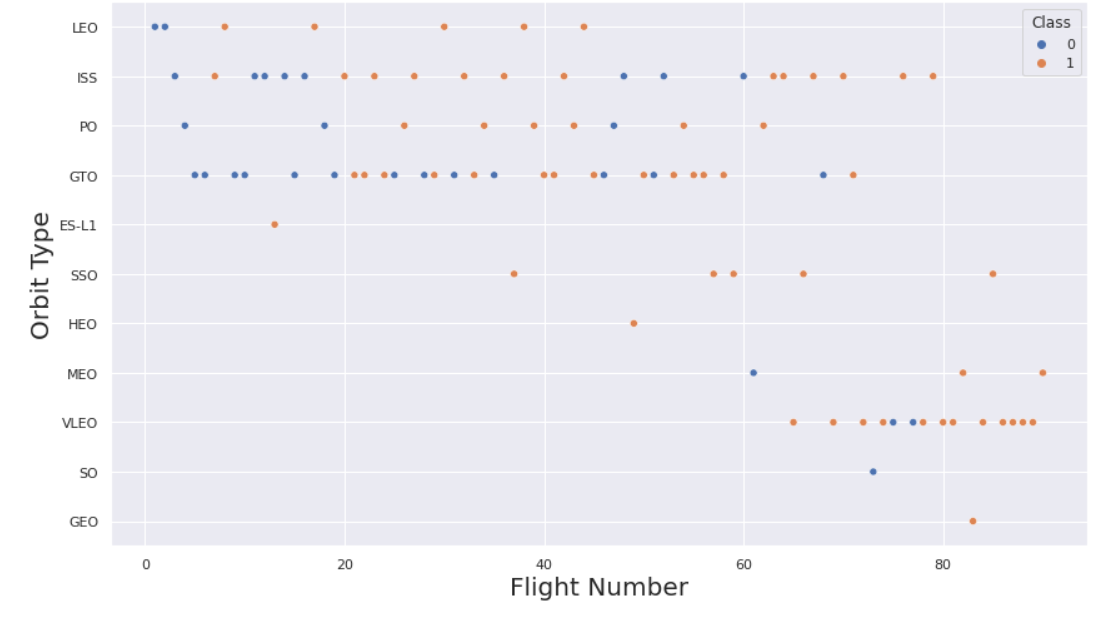 LEO
ISS
PO
GTO
ES-L1
SSO
HEO
MEO
VLEO
SO
GEO
Orbit Type
Class
0
1
0 20 40 60 80
Flight Number